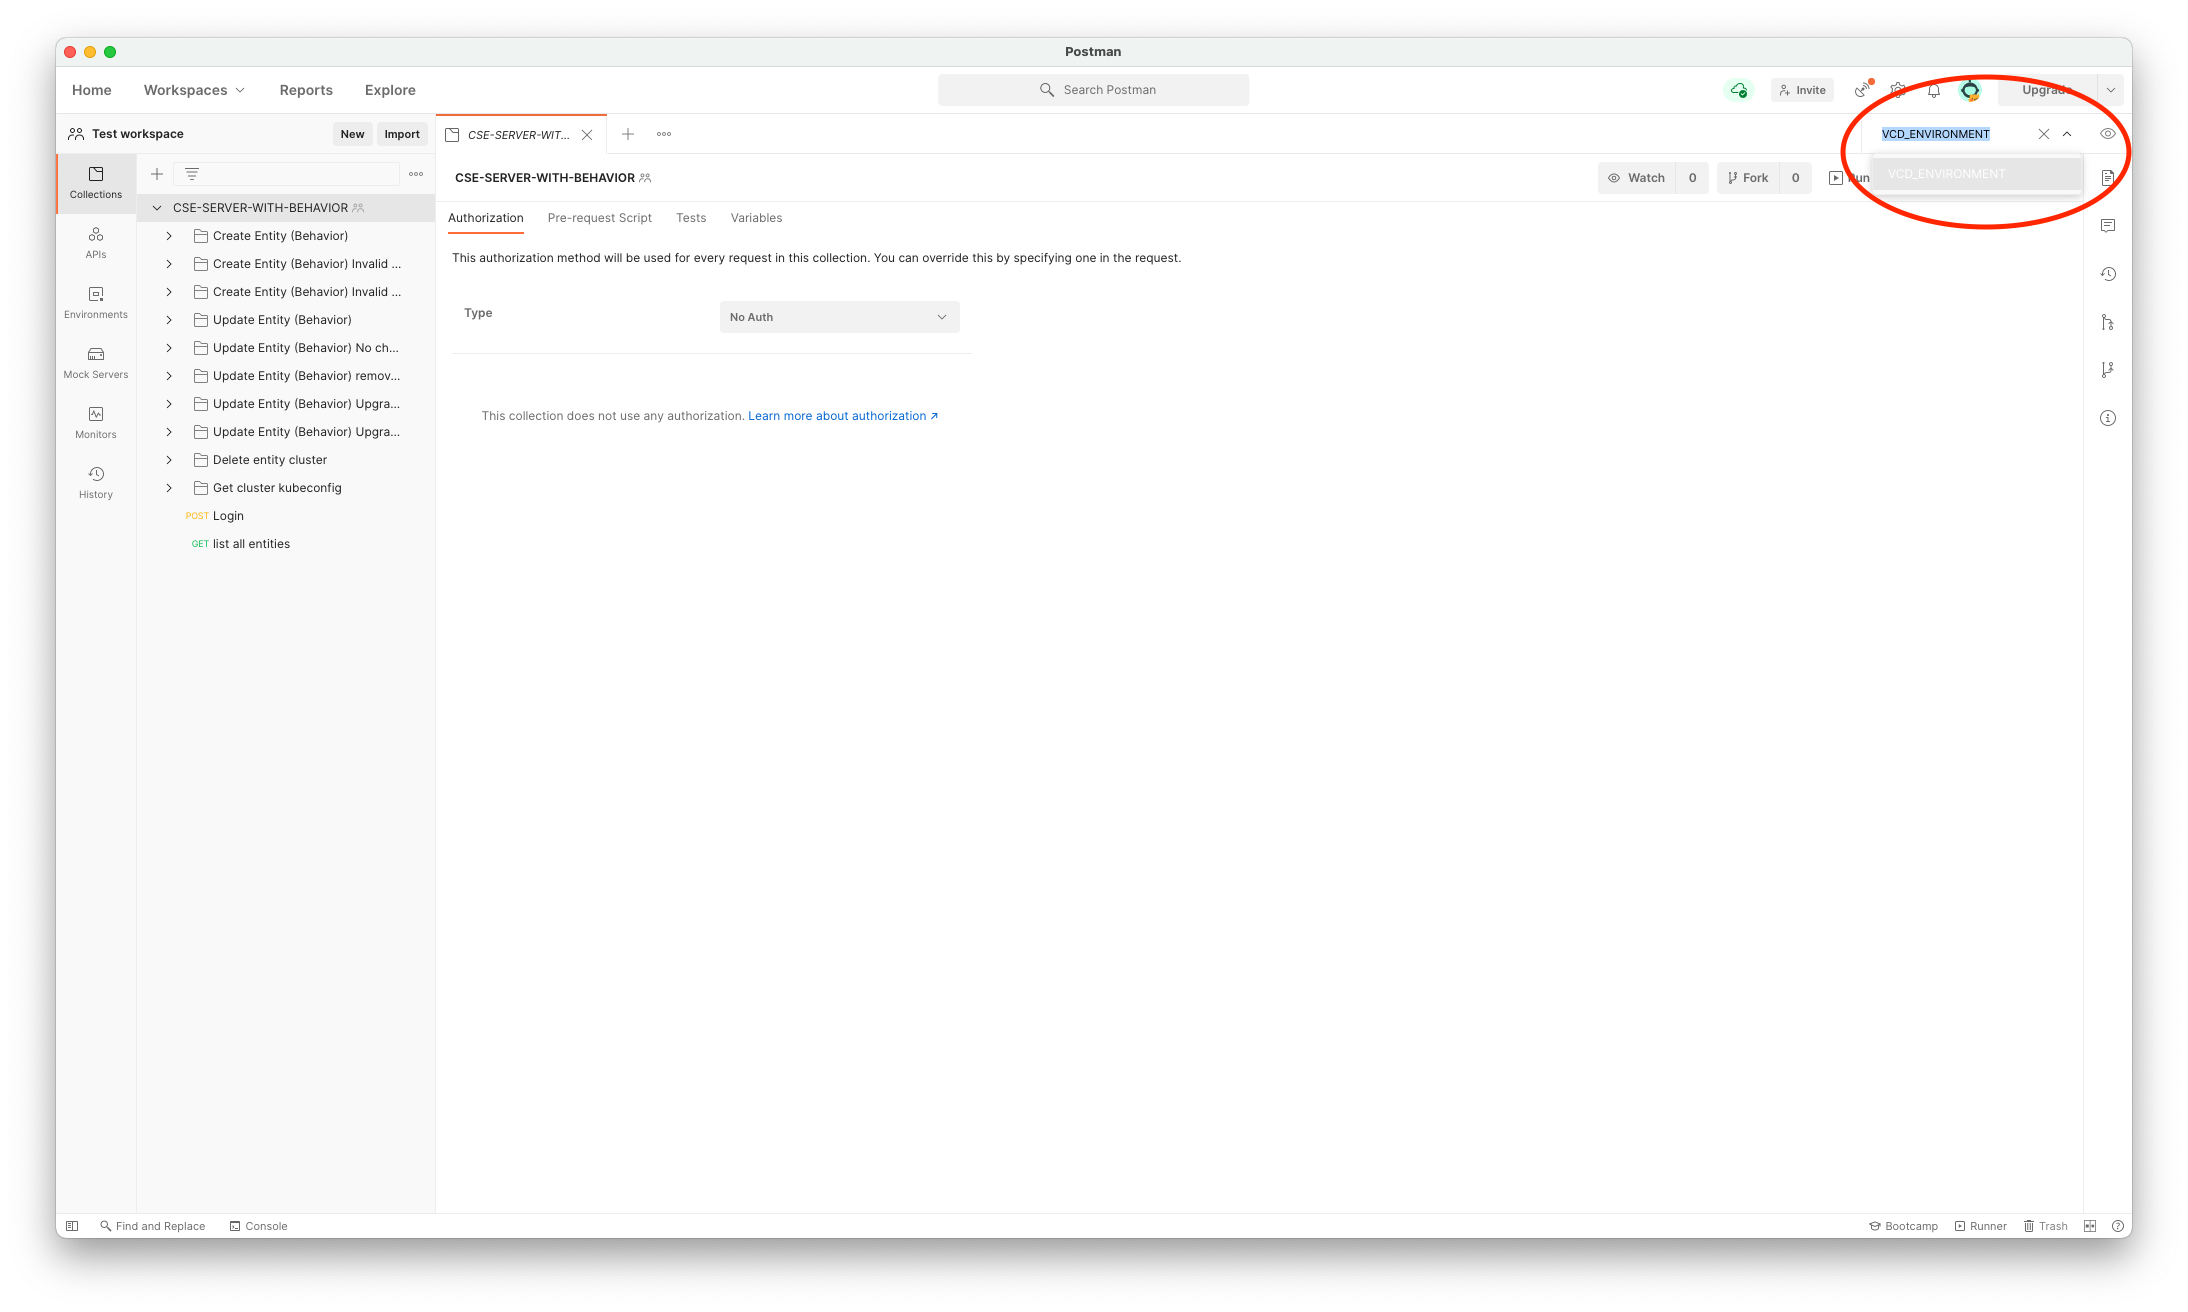 Postman
Home Workspaces Reports Explore Search Postman Invite Upgrade
Test workspace New Import CSE-SERVER-WIT... VCD_ENVIRONMENT
VCD_ENVIRONMENT
CSE-SERVER-WITH-BEHAVIOR Watch 0 Fork 0 Run
Collections
CSE-SERVER-WITH-BEHAVIOR
Authorization Pre-request Script Tests Variables
Create Entity (Behavior)
APIs
This authorization method will be used for every request in this collection. You can override this by specifying one in the request.
Create Entity (Behavior) Invalid ...
Create Entity (Behavior) Invalid ...
Environments
Type No Auth
Update Entity (Behavior)
Update Entity (Behavior) No ch...
Mock Servers
Update Entity (Behavior) remov...
Update Entity (Behavior) Upgra...
This collection does not use any authorization. Learn more about authorization ↗
Monitors
Update Entity (Behavior) Upgra...
Delete entity cluster
Get cluster kubeconfig
History
POST Login
GET list all entities
Find and Replace Console Bootcamp Runner Trash